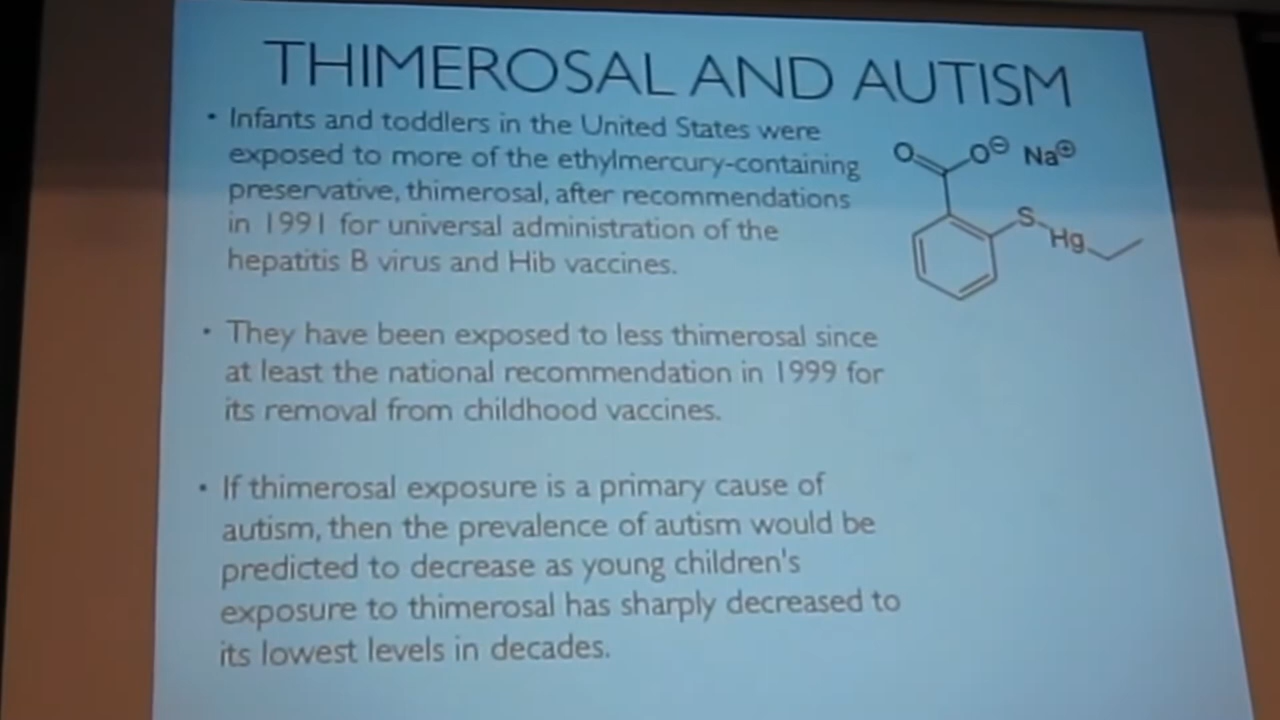 THIMEROSAL AND AUTISM
• Infants and toddlers in the United States were
exposed to more of the ethylmercury-containing
preservative, thimerosal, after recommendations
in 1991 for universal administration of the
hepatitis B virus and Hib vaccines.
• They have been exposed to less thimerosal since
at least the national recommendation in 1999 for
its removal from childhood vaccines.
• If thimerosal exposure is a primary cause of
autism, then the prevalence of autism would be
predicted to decrease as young children's
exposure to thimerosal has sharply decreased to
its lowest levels in decades.
O O⊖ Na⊕
S
Hg